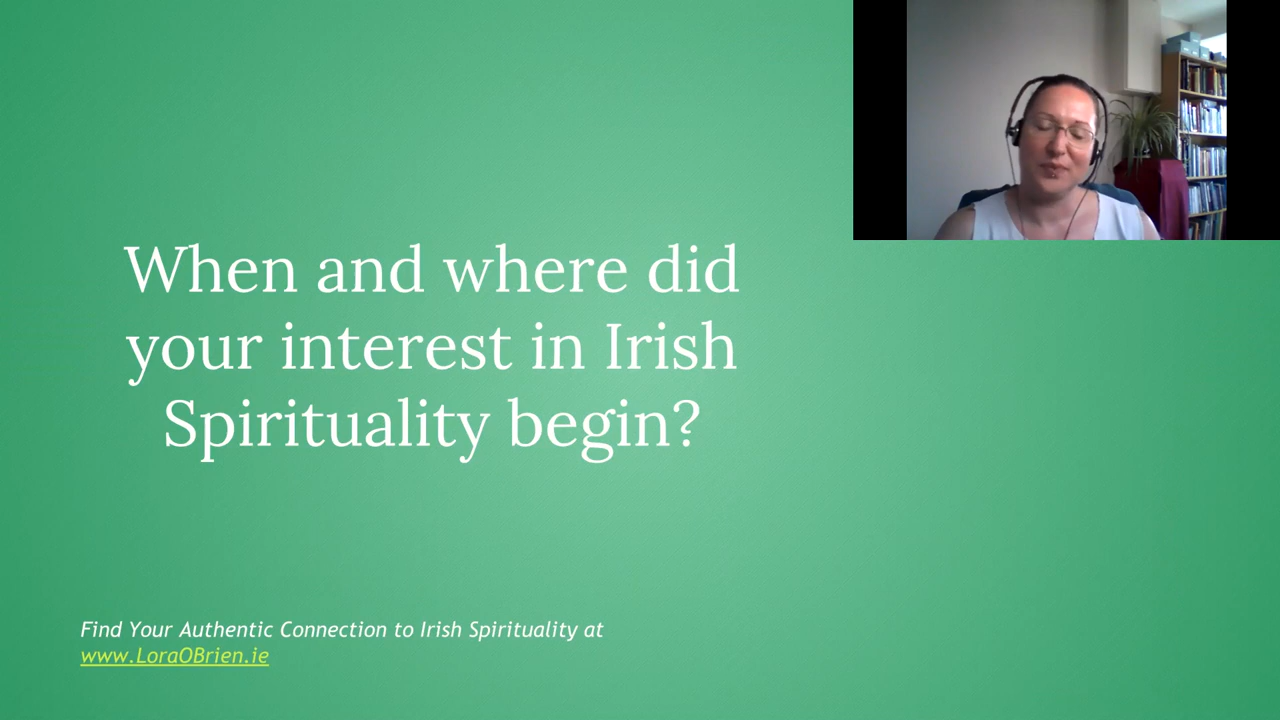 When and where did
your interest in Irish
Spirituality begin?
Find Your Authentic Connection to Irish Spirituality at
www.LoraOBrien.ie